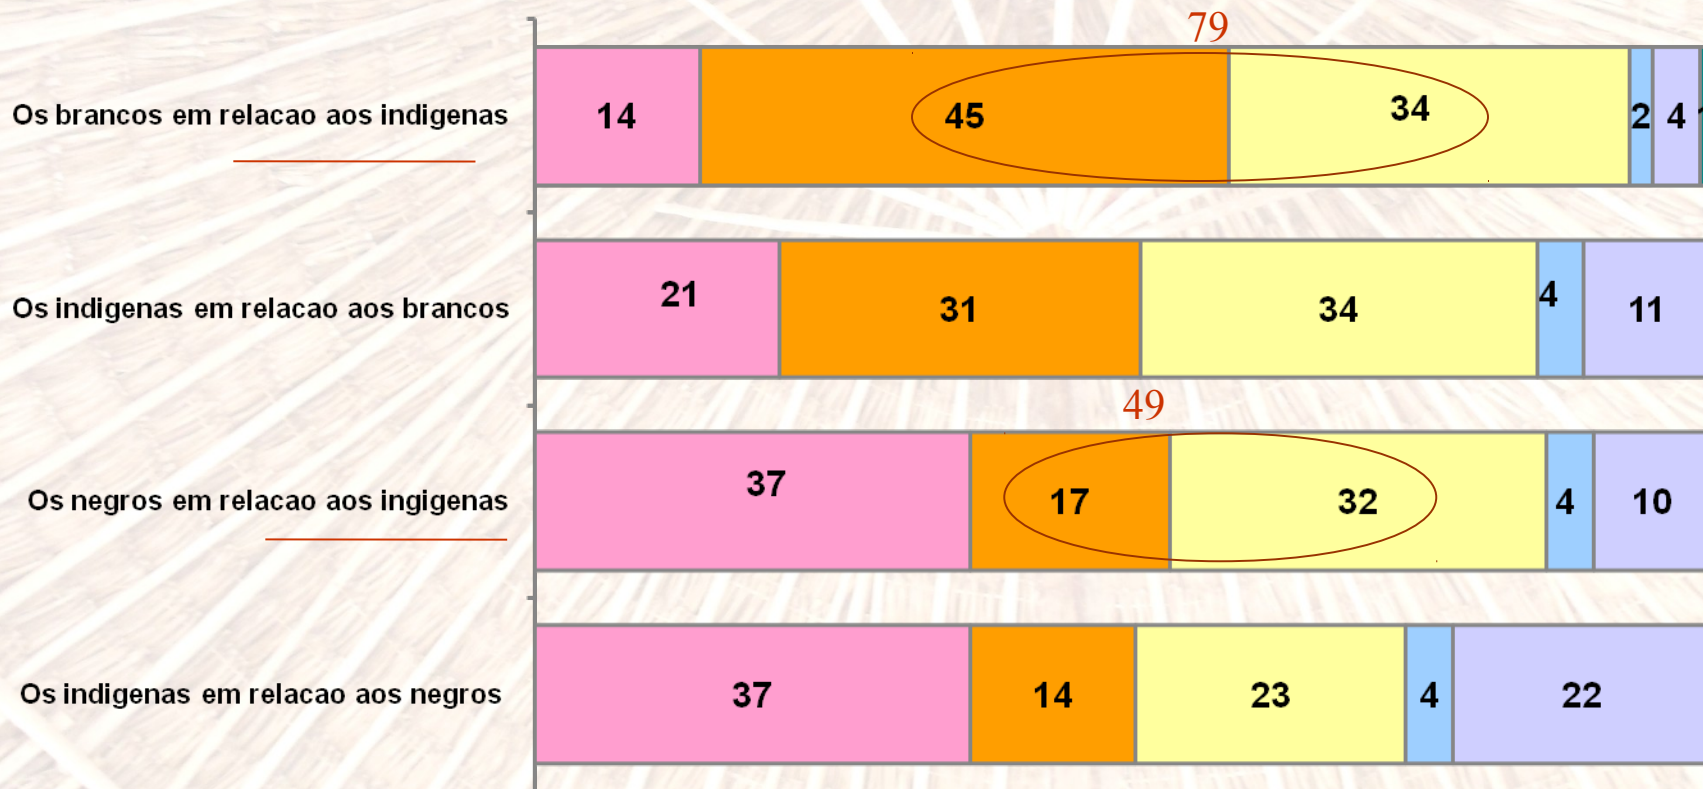 79
Os brancos em relacao aos indigenas 14 45 34 2 4
Os indigenas em relacao aos brancos 21 31 34 4 11
49
Os negros em relacao aos ingigenas 37 17 32 4 10
Os indigenas em relacao aos negros 37 14 23 4 22